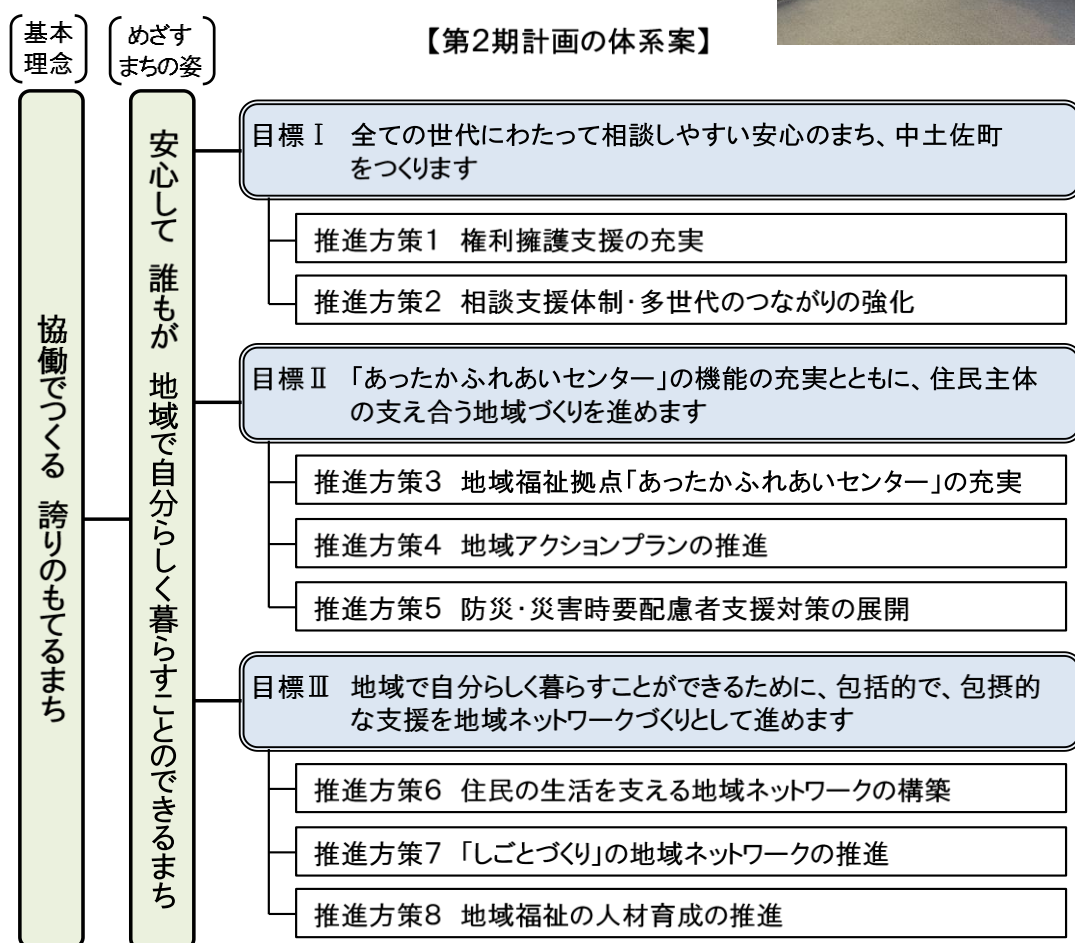 【第2期計画の体系案】
基本
理念
めざす
まちの姿
協働でつくる 誇りのもてるまち
安心して 誰もが 地域で自分らしく暮らすことのできるまち
目標Ⅰ 全ての世代にわたって相談しやすい安心のまち、中土佐町
をつくります
推進方策1 権利擁護支援の充実
推進方策2 相談支援体制・多世代のつながりの強化
目標Ⅱ 「あったかふれあいセンター」の機能の充実とともに、住民主体
の支え合う地域づくりを進めます
推進方策3 地域福祉拠点「あったかふれあいセンター」の充実
推進方策4 地域アクションプランの推進
推進方策5 防災・災害時要配慮者支援対策の展開
目標Ⅲ 地域で自分らしく暮らすことができるために、包括的で、包摂的
な支援を地域ネットワークづくりとして進めます
推進方策6 住民の生活を支える地域ネットワークの構築
推進方策7 「しごとづくり」の地域ネットワークの推進
推進方策8 地域福祉の人材育成の推進